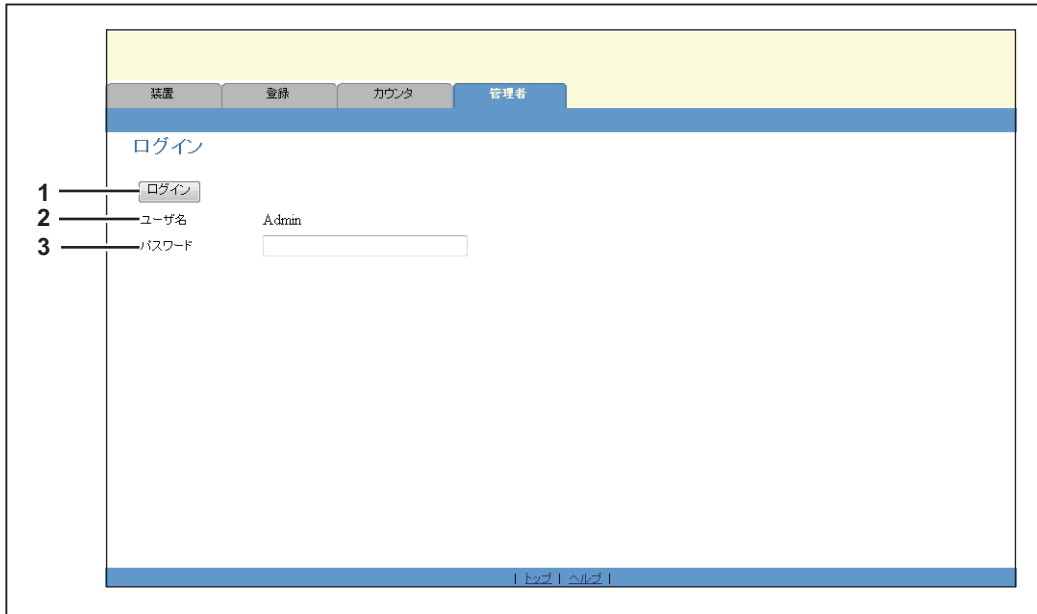 装置 登録 カウンタ 管理者
ログイン
1 ログイン
2 ユーザ名 Admin
3 パスワード
| トップ | ヘルプ |